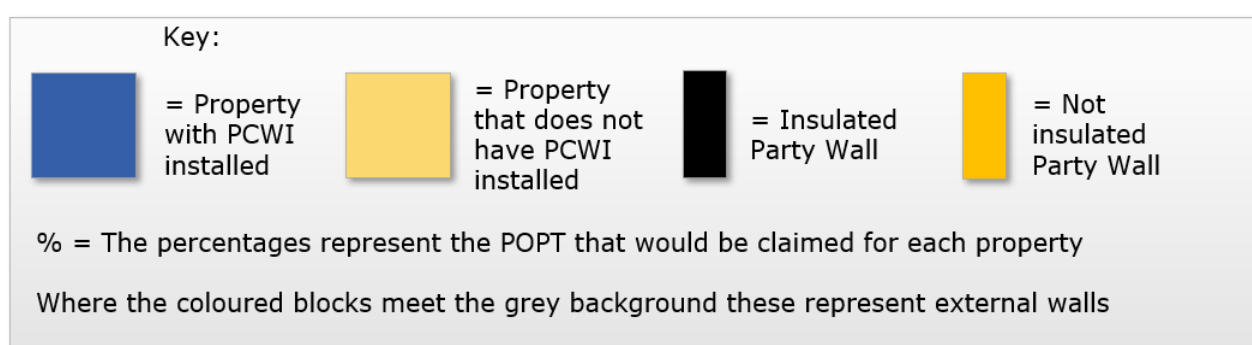 Key:
= Property
with PCWI
installed
= Property
that does not
have PCWI
installed
= Insulated
Party Wall
= Not
insulated
Party Wall
% = The percentages represent the POPT that would be claimed for each property
Where the coloured blocks meet the grey background these represent external walls